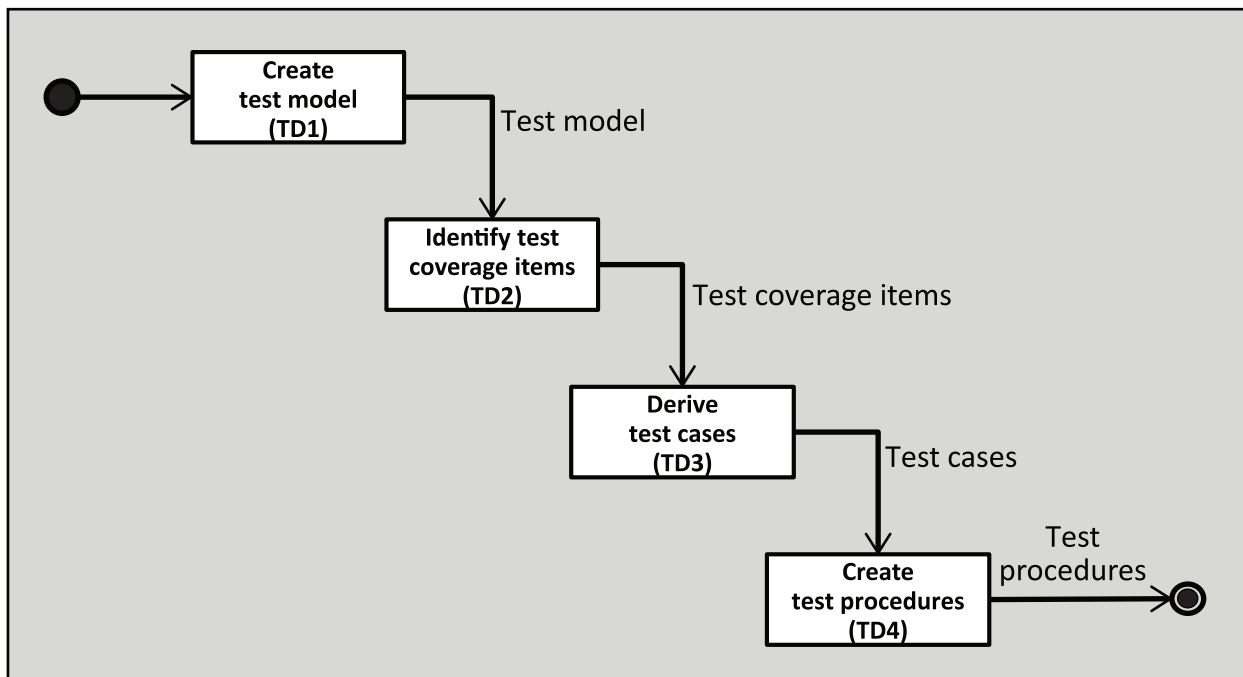 Create
test model
(TD1)
Test model
Identify test
coverage items
(TD2)
Test coverage items
Derive
test cases
(TD3)
Test cases
Create
test procedures
(TD4)
Test
procedures